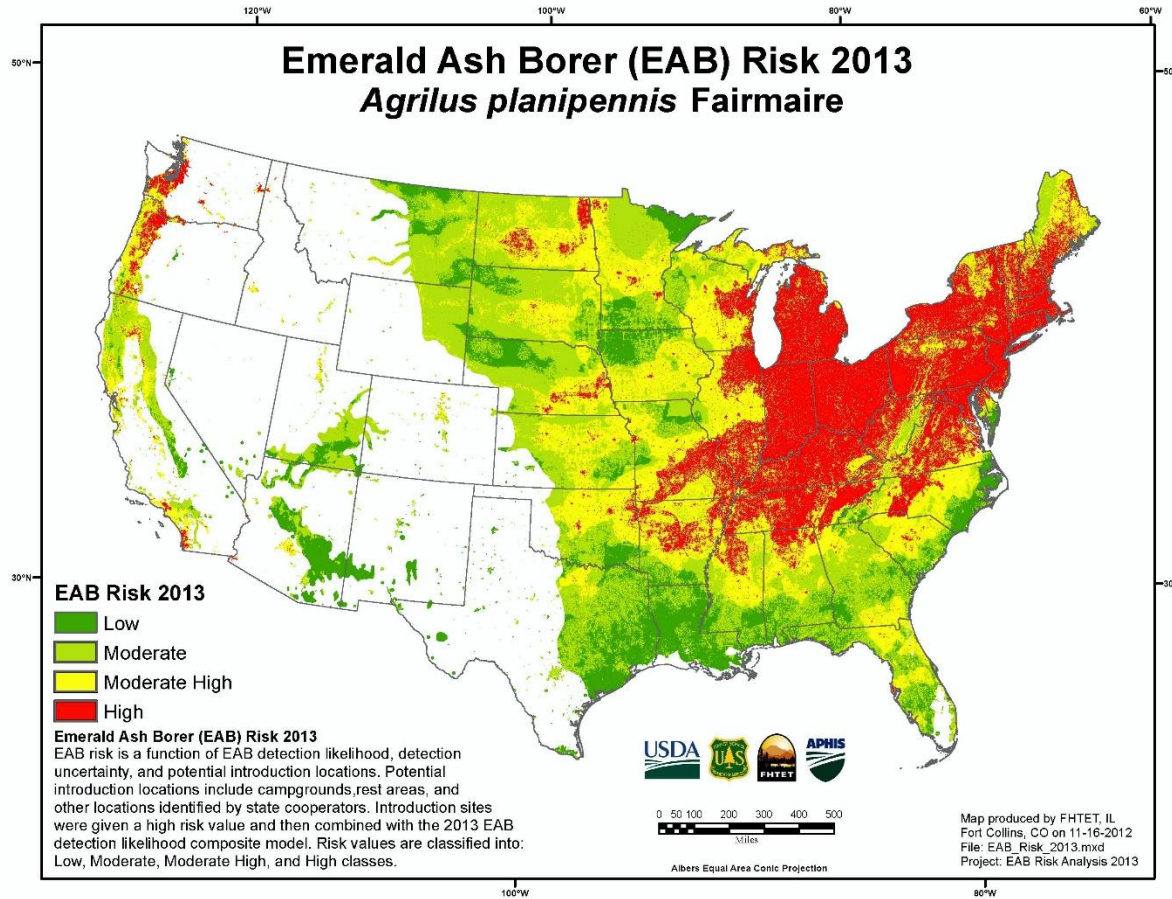 120°W 100°W 80°W 60°W
Emerald Ash Borer (EAB) Risk 2013
Agrilus planipennis Fairmaire
50°N
50
30°N
30
EAB Risk 2013
Low
Moderate
Moderate High
High
Emerald Ash Borer (EAB) Risk 2013
EAB risk is a function of EAB detection likelihood, detection
uncertainty, and potential introduction locations. Potential
introduction locations include campgrounds,rest areas, and
other locations identified by state cooperators. Introduction sites
were given a high risk value and then combined with the 2013 EAB
detection likelihood composite model. Risk values are classified into:
Low, Moderate, Moderate High, and High classes.
USDA
U S
FHTET
APHIS
0 50 100 200 300 400 500
Miles
Albers Equal Area Conic Projection
Map produced by FHTET, IL
Fort Collins, CO on 11-16-2012
File: EAB_Risk_2013.mxd
Project: EAB Risk Analysis 2013
100°W 80°W